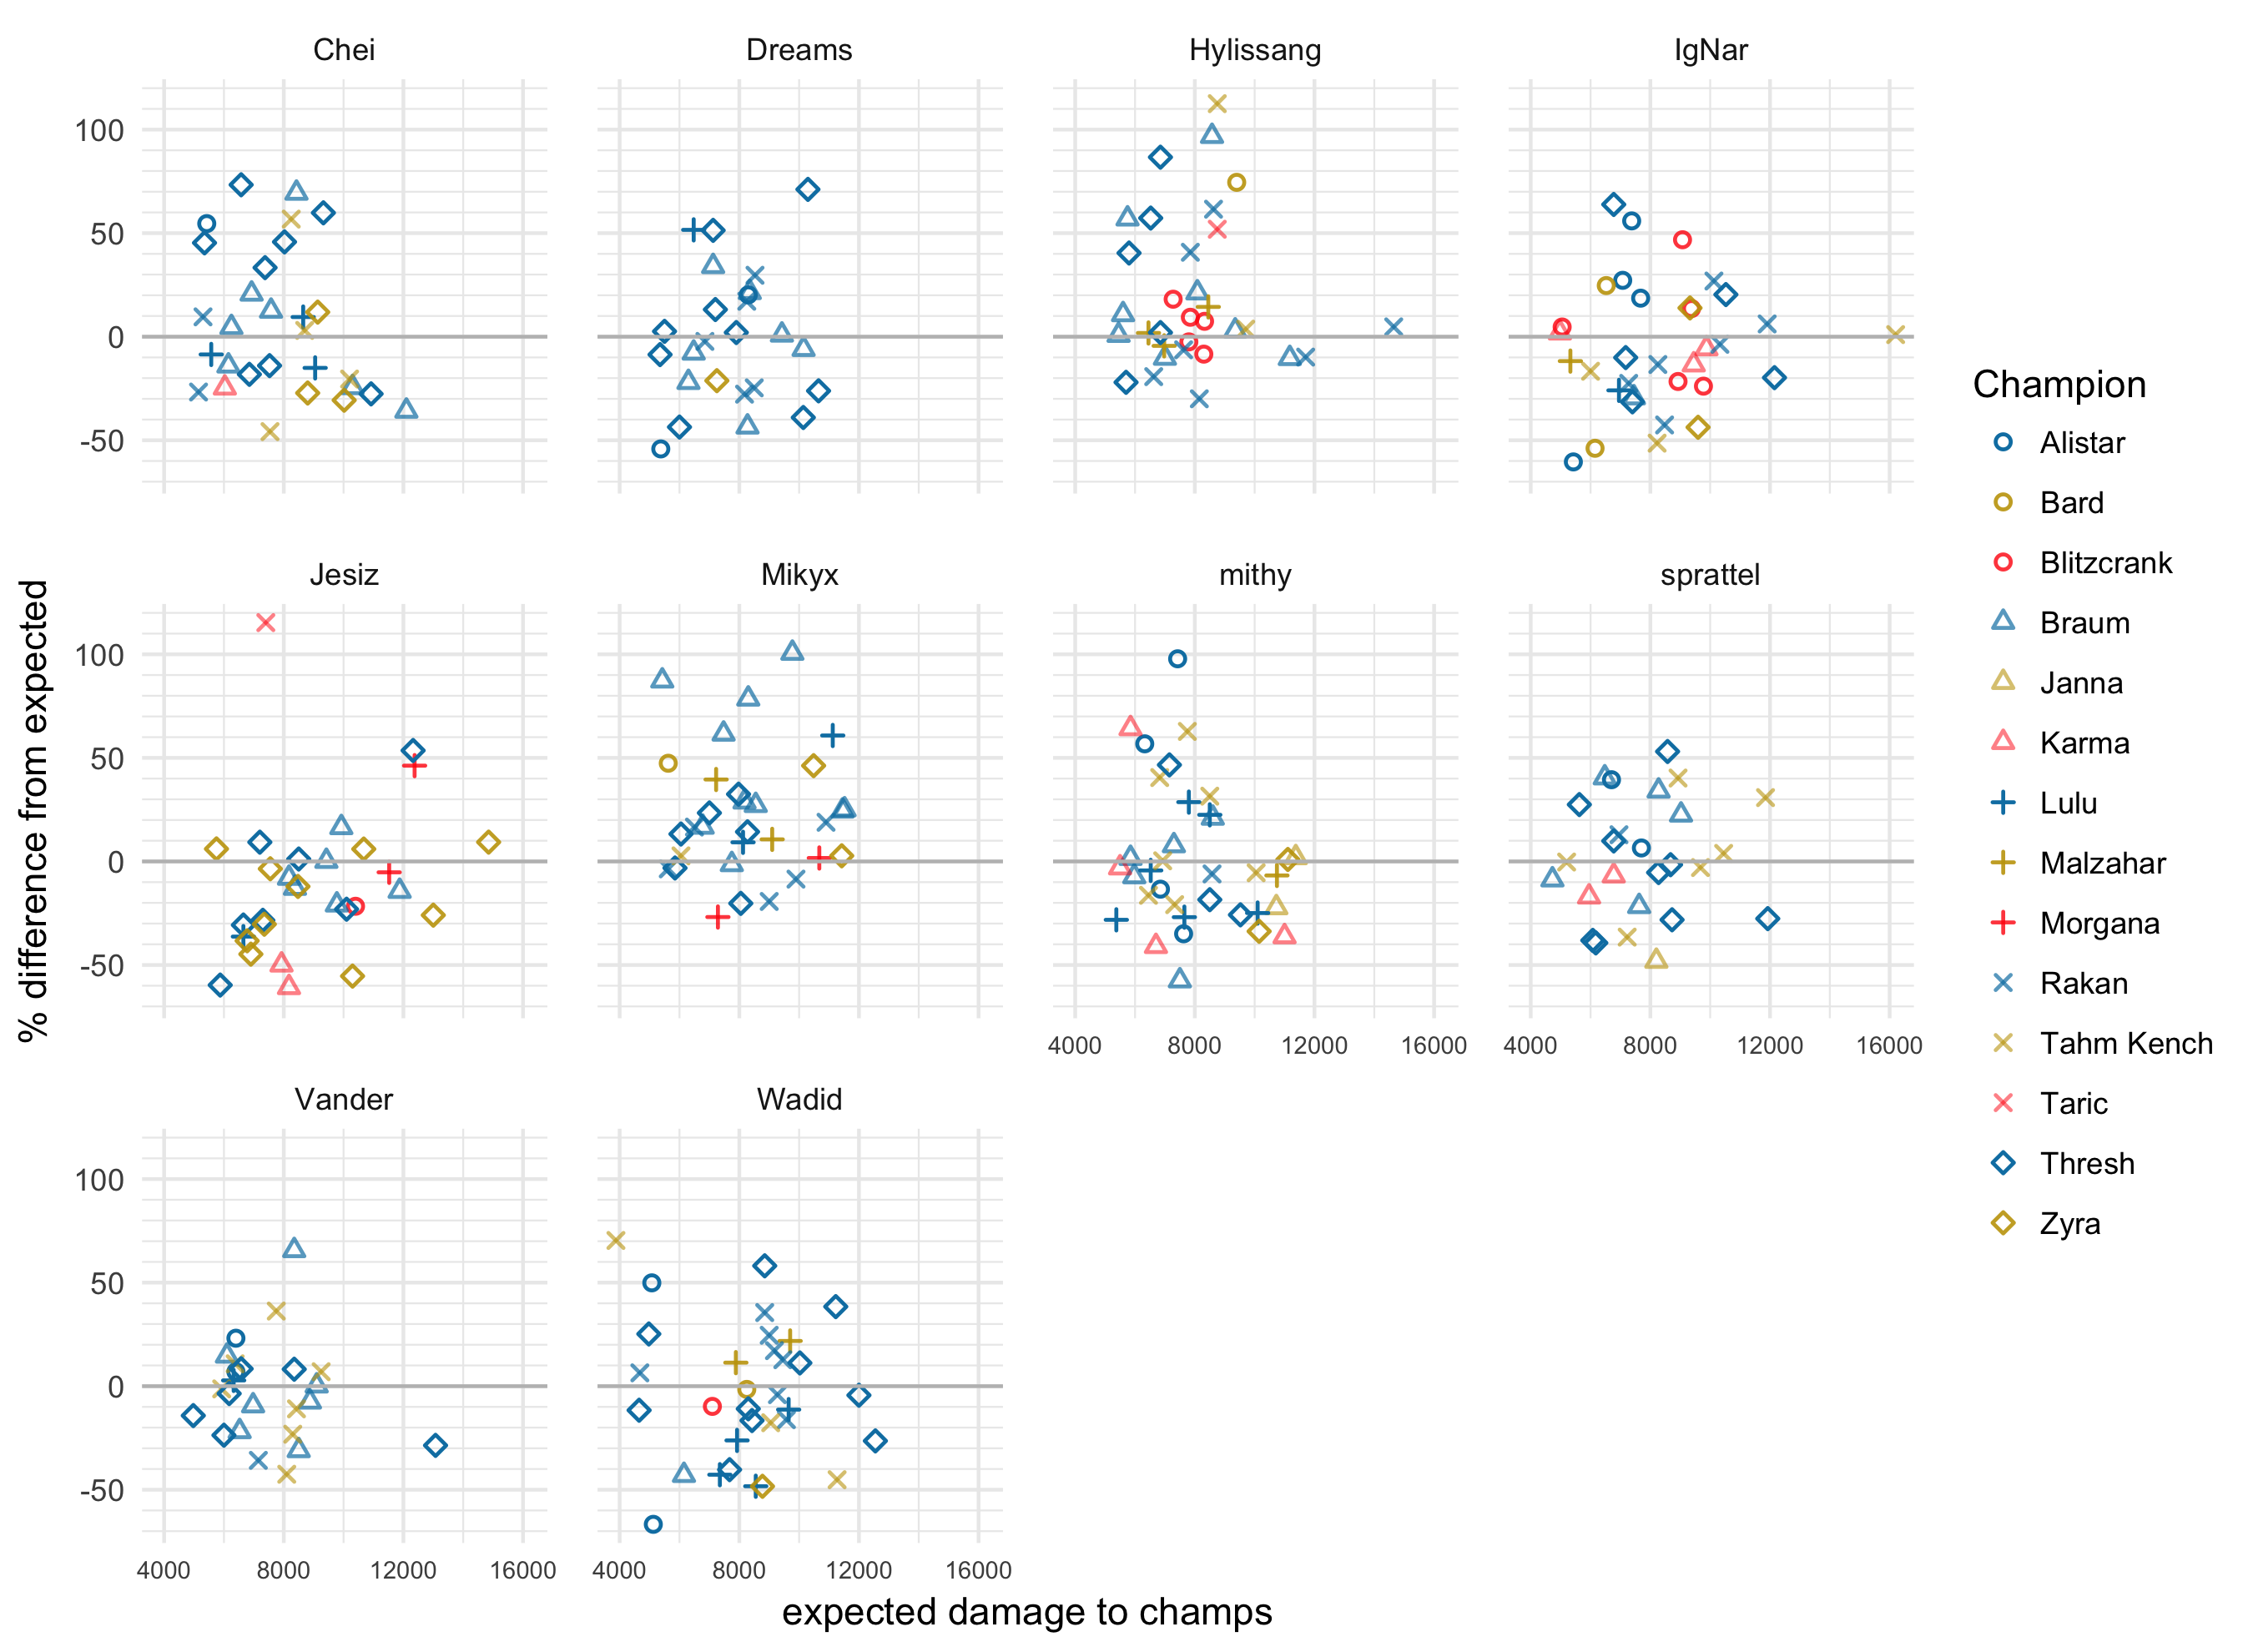 Chei Dreams Hylissang IgNar
100
50
0
-50
Jesiz Mikyx mithy sprattel
100
50
0
-50
4000 8000 12000 16000 4000 8000 12000 16000
Vander Wadid
100
50
0
-50
4000 8000 12000 16000 4000 8000 12000 16000
expected damage to champs
% difference from expected
Champion
Alistar
Bard
Blitzcrank
Braum
Janna
Karma
Lulu
Malzahar
Morgana
Rakan
Tahm Kench
Taric
Thresh
Zyra